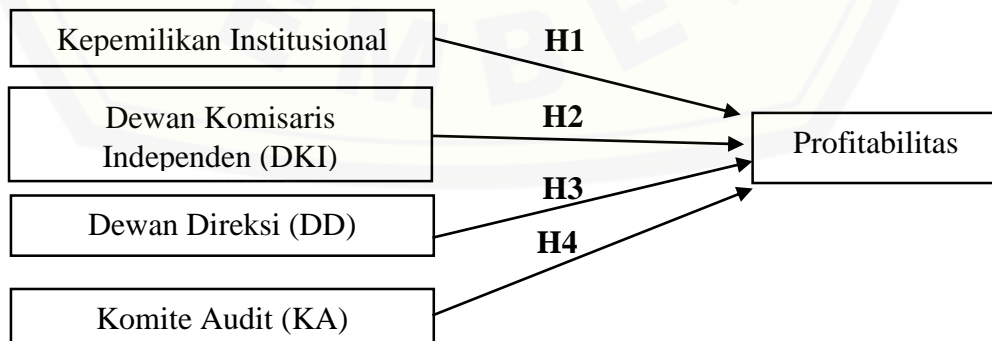 Kepemilikan Institusional
H1
Dewan Komisaris
Independen (DKI)
H2
Profitabilitas
Dewan Direksi (DD)
H3
Komite Audit (KA)
H4